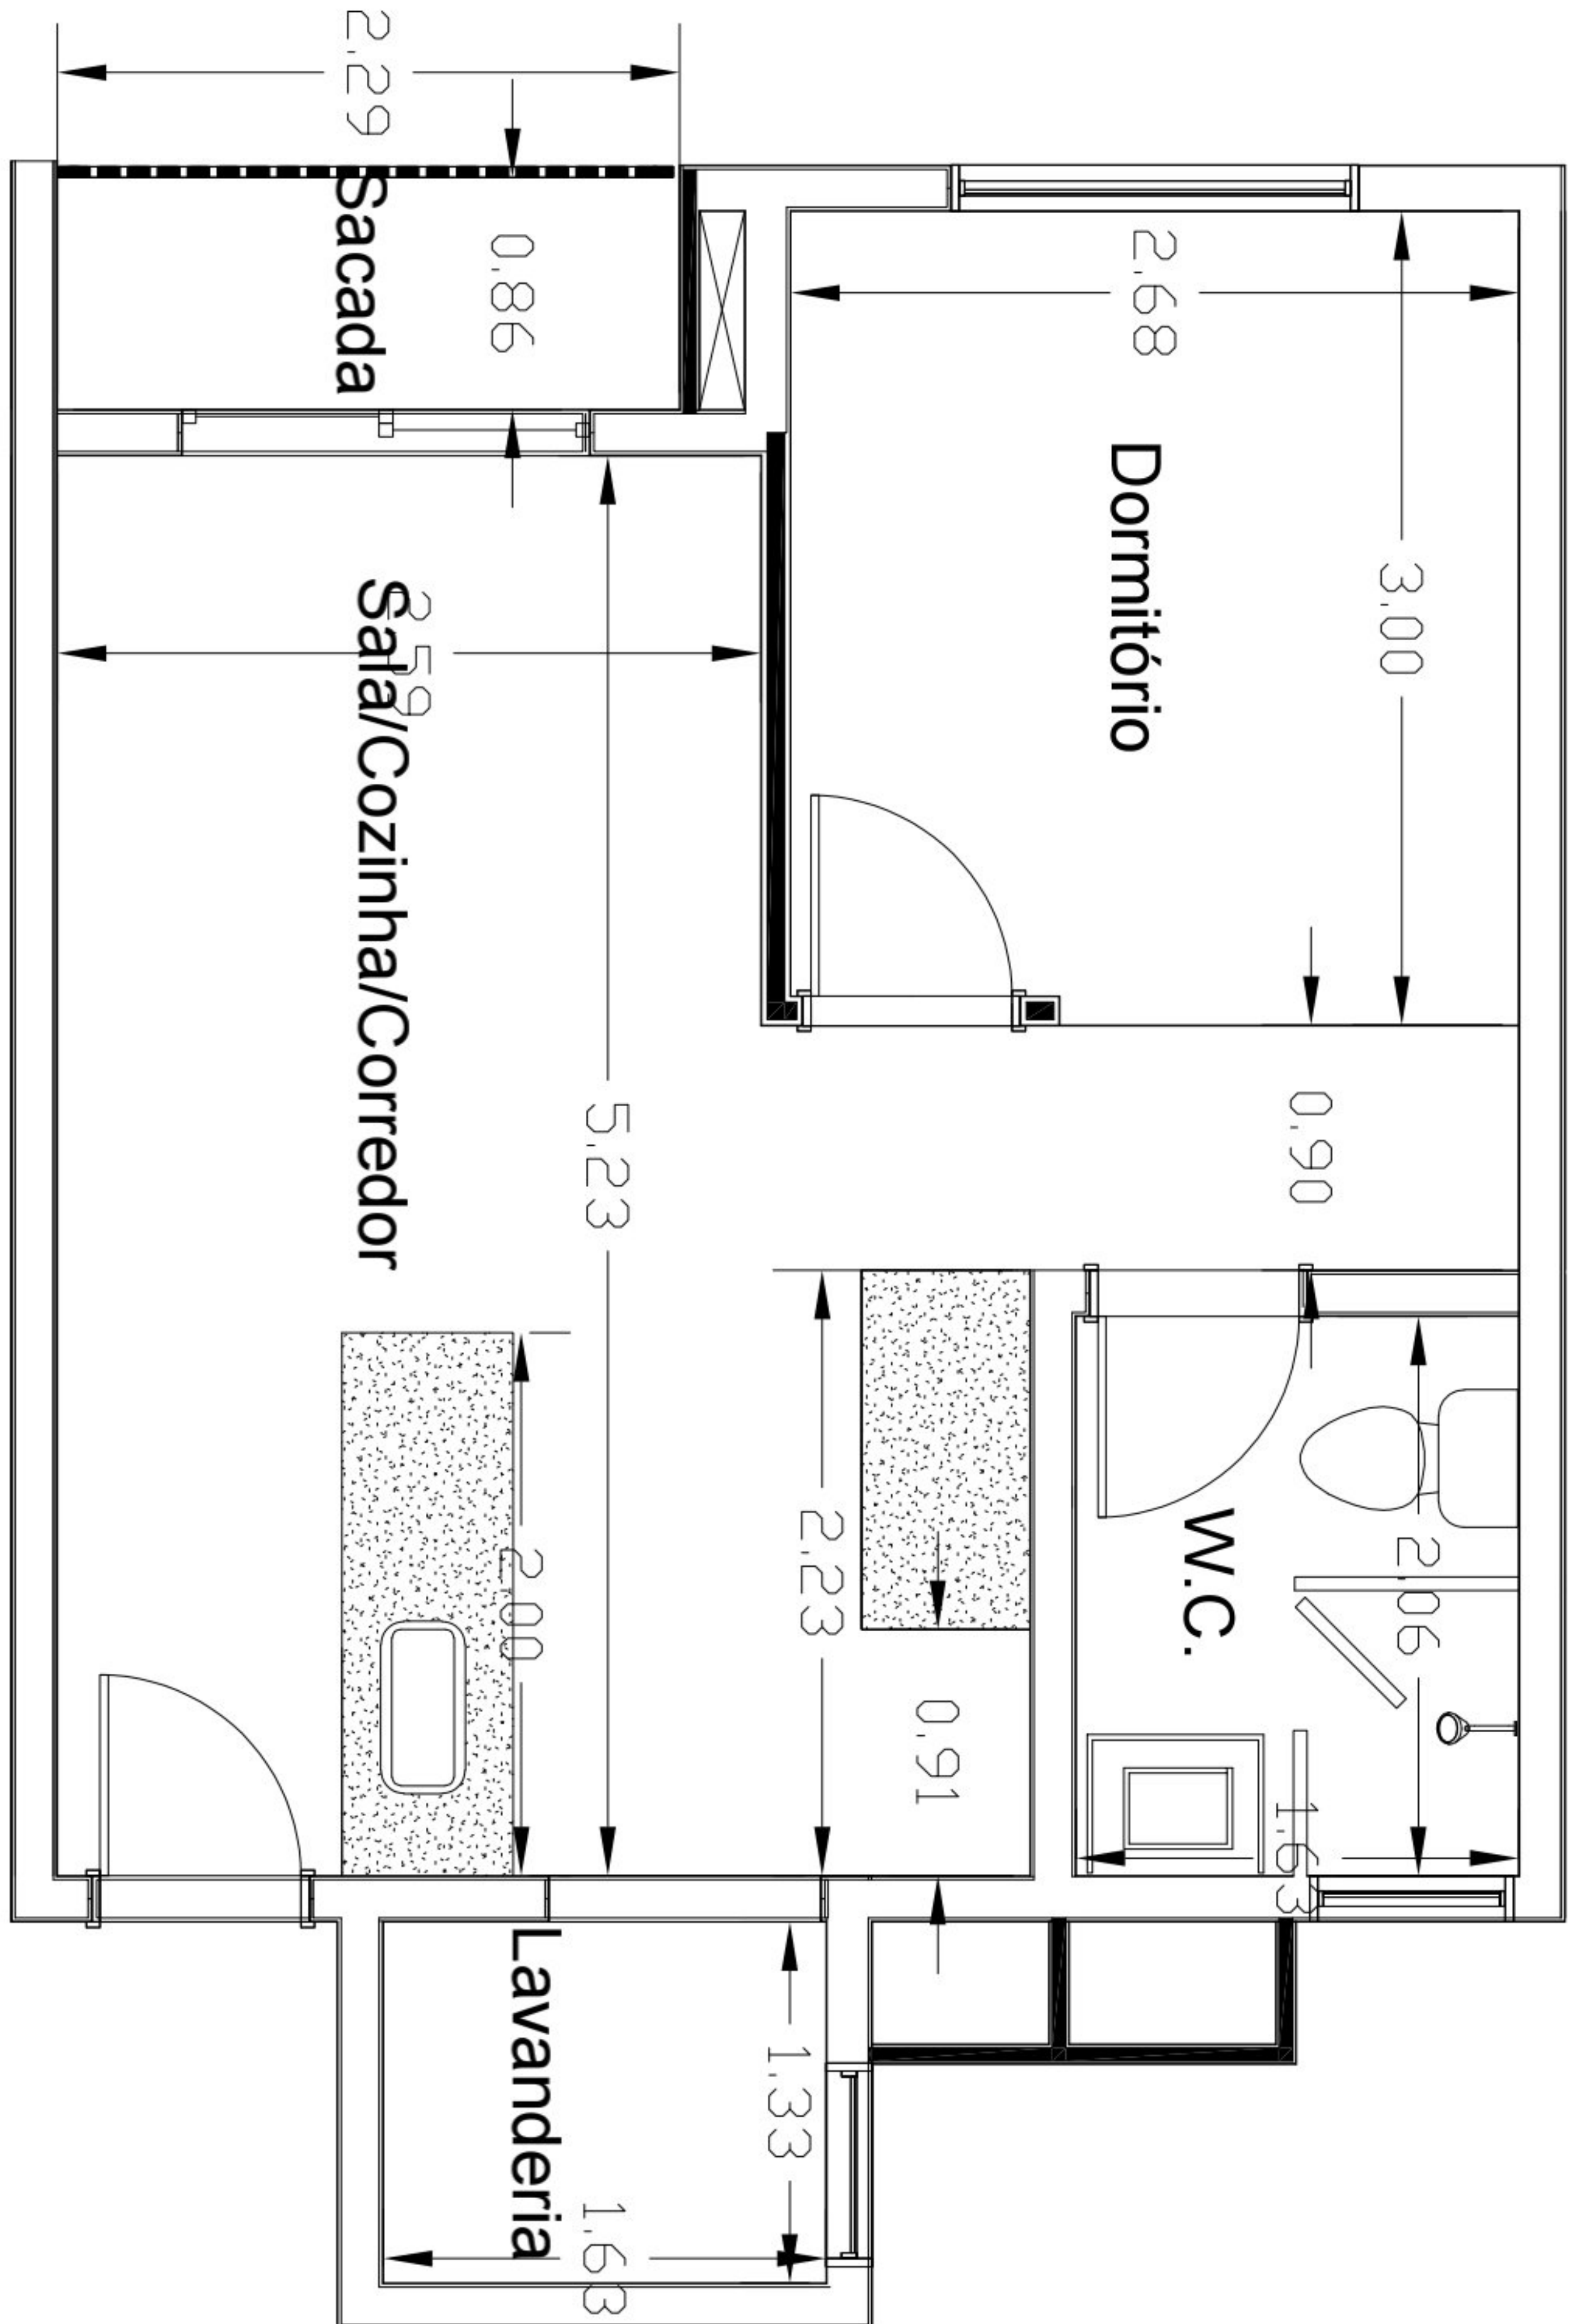 2.29
Sacada
0.86
2.68
Dormitório
3.00
2.59
Sala/Cozinha/Corredor
5.23
0.90
2.00
2.23
0.91
W.C.
2.06
1.63
Lavanderia
1.33
1.63